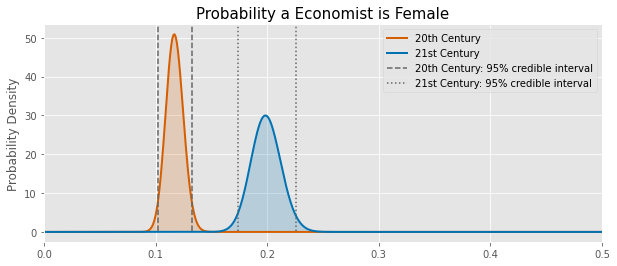 Probability a Economist is Female
20th Century
21st Century
20th Century: 95% credible interval
21st Century: 95% credible interval
Probability Density
50
40
30
20
10
0
0.0
0.1
0.2
0.3
0.4
0.5